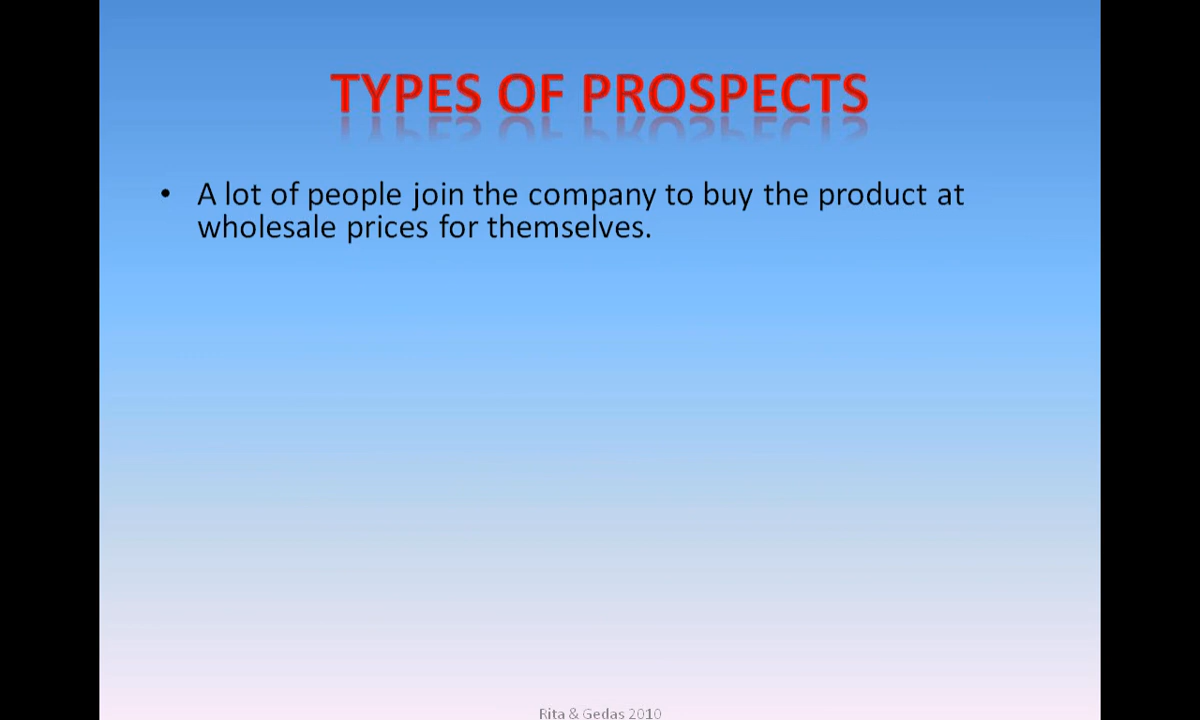 TYPES OF PROSPECTS
• A lot of people join the company to buy the product at
wholesale prices for themselves.
Rita & Gedas 2010